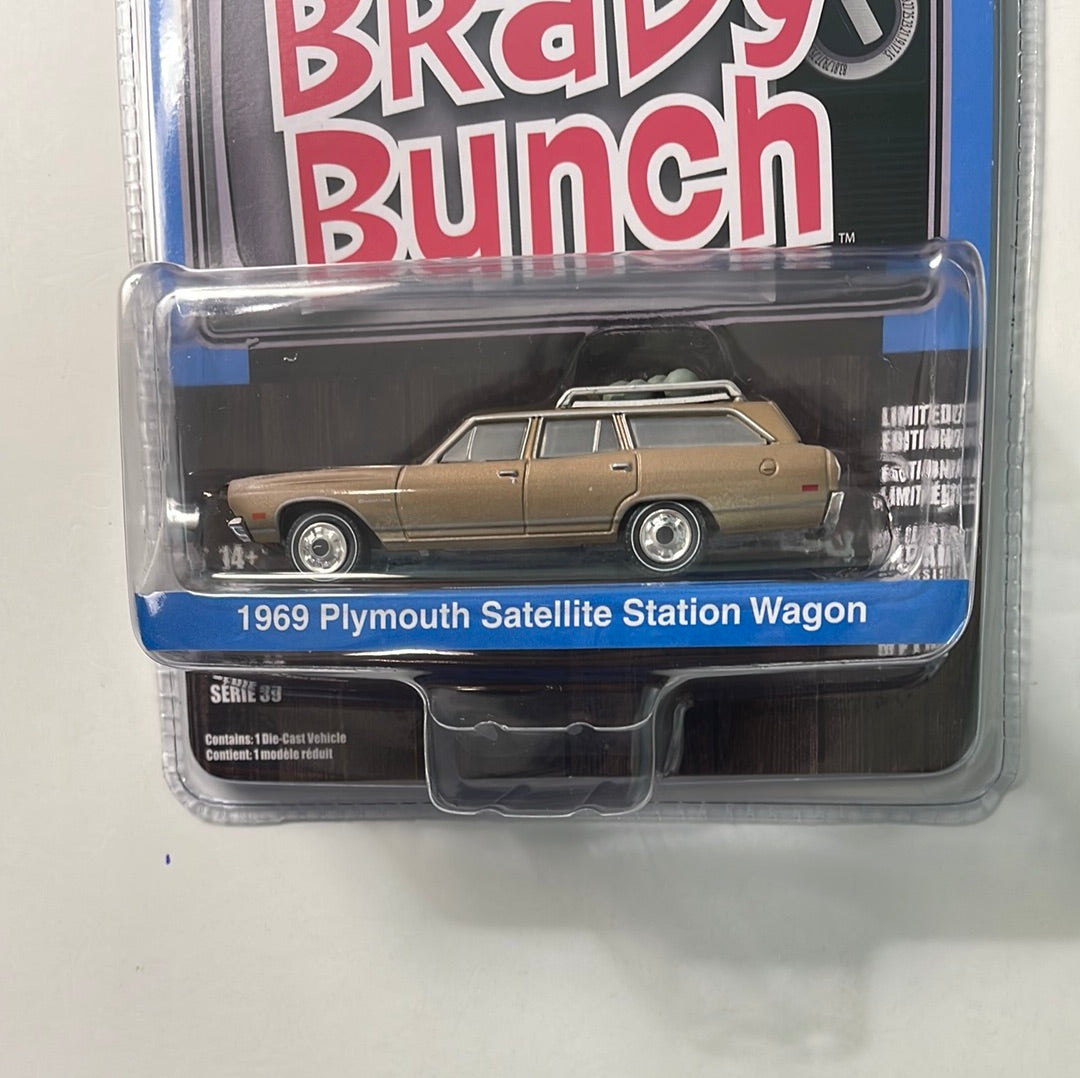 BRaDy
Bunch
TM
LIMITED
EDITION
14+
1969 Plymouth Satellite Station Wagon
SÉRIE 39
Contains: 1 Die-Cast Vehicle
Contient: 1 modèle réduit